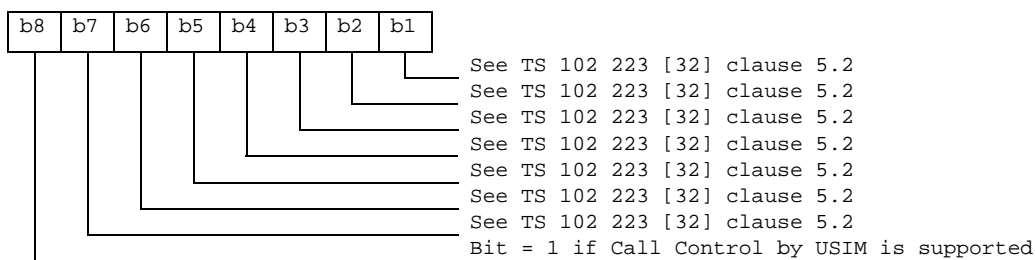 b8 b7 b6 b5 b4 b3 b2 b1
See TS 102 223 [32] clause 5.2
See TS 102 223 [32] clause 5.2
See TS 102 223 [32] clause 5.2
See TS 102 223 [32] clause 5.2
See TS 102 223 [32] clause 5.2
See TS 102 223 [32] clause 5.2
See TS 102 223 [32] clause 5.2
Bit = 1 if Call Control by USIM is supported